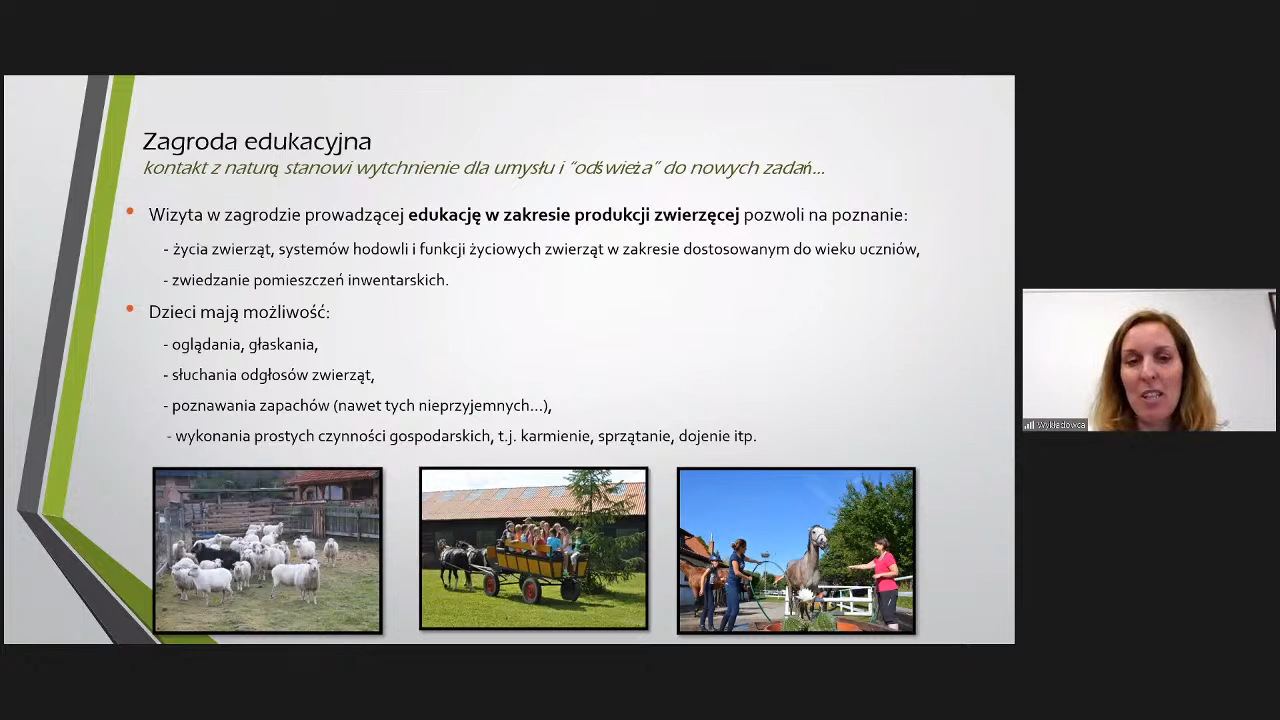 Zagroda edukacyjna
kontakt z naturą stanowi wytchnienie dla umysłu i "odświeża" do nowych zadań...
Wizyta w zagrodzie prowadzącej edukację w zakresie produkcji zwierzęcej pozwoli na poznanie:
- życia zwierząt, systemów hodowli i funkcji życiowych zwierząt w zakresie dostosowanym do wieku uczniów,
- zwiedzanie pomieszczeń inwentarskich.
Dzieci mają możliwość:
- oglądania, głaskania,
- słuchania odgłosów zwierząt,
- poznawania zapachów (nawet tych nieprzyjemnych...),
- wykonania prostych czynności gospodarskich, t.j. karmienie, sprzątanie, dojenie itp.
Wykładowca